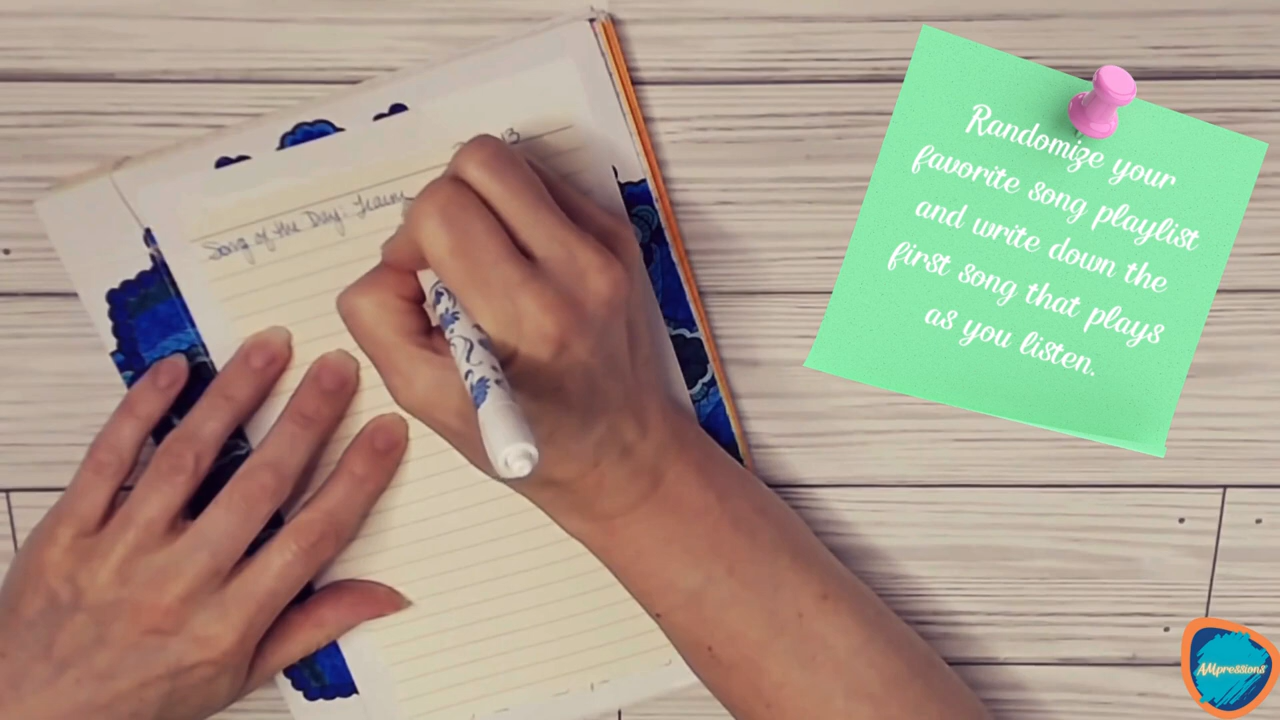 Song of the Day:
Randomize your
favorite song playlist
and write down the
first song that plays
as you listen.
AMpressions